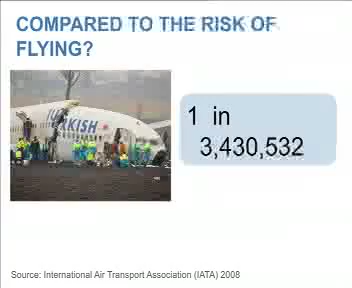 COMPARED TO THE RISK OF
FLYING?
TURKISH
1 in
3,430,532
Source: International Air Transport Association (IATA) 2008